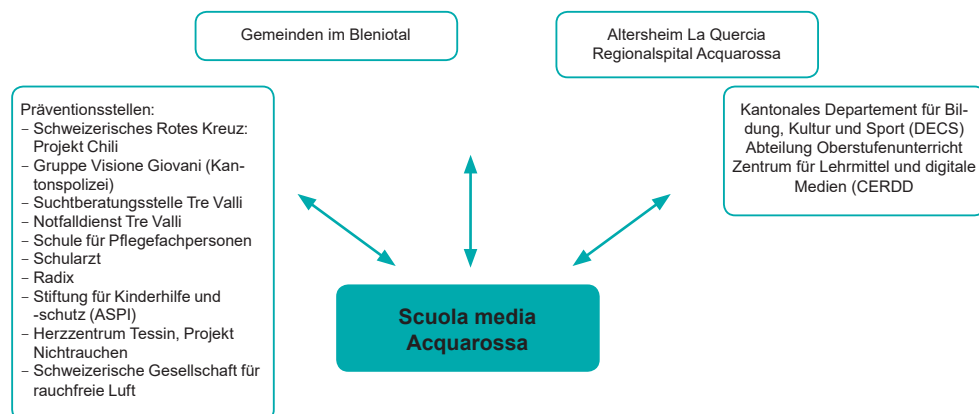 Gemeinden im Bleniotal
Altersheim La Quercia
Regionalspital Acquarossa
Präventionsstellen:
– Schweizerisches Rotes Kreuz:
Projekt Chili
– Gruppe Visione Giovani (Kan-
tonspolizei)
– Suchtberatungsstelle Tre Valli
– Notfalldienst Tre Valli
– Schule für Pflegefachpersonen
– Schularzt
– Radix
– Stiftung für Kinderhilfe und
-schutz (ASPI)
– Herzzentrum Tessin, Projekt
Nichtrauchen
– Schweizerische Gesellschaft für
rauchfreie Luft
Kantonales Departement für Bil-
dung, Kultur und Sport (DECS)
Abteilung Oberstufenunterricht
Zentrum für Lehrmittel und digitale
Medien (CERDD
Scuola media
Acquarossa